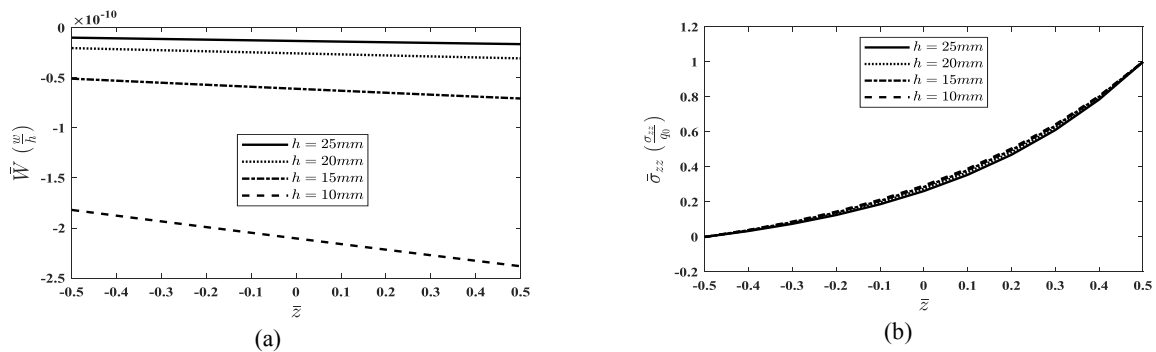 ×10⁻¹⁰
0
-0.5
-1
-1.5
-2
-2.5
W̄ (w/h)
h = 25mm
h = 20mm
h = 15mm
h = 10mm
-0.5 -0.4 -0.3 -0.2 -0.1 0 0.1 0.2 0.3 0.4 0.5
z̄
(a)
1.2
1
0.8
0.6
0.4
0.2
0
-0.2
σ̄zz (σzz/q0)
h = 25mm
h = 20mm
h = 15mm
h = 10mm
-0.5 -0.4 -0.3 -0.2 -0.1 0 0.1 0.2 0.3 0.4 0.5
z̄
(b)